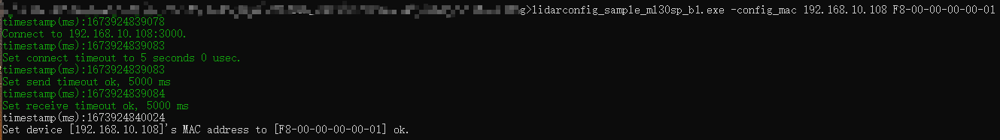 g>lidarconfig_sample_ml30sp_b1.exe -config_mac 192.168.10.108 F8-00-00-00-00-01
timestamp(ms):1673924839078
Connect to 192.168.10.108:3000.
timestamp(ms):1673924839083
Set connect timeout to 5 seconds 0 usec.
timestamp(ms):1673924839083
Set send timeout ok, 5000 ms
timestamp(ms):1673924839084
Set receive timeout ok, 5000 ms
timestamp(ms):1673924840024
Set device [192.168.10.108]'s MAC address to [F8-00-00-00-00-01] ok.